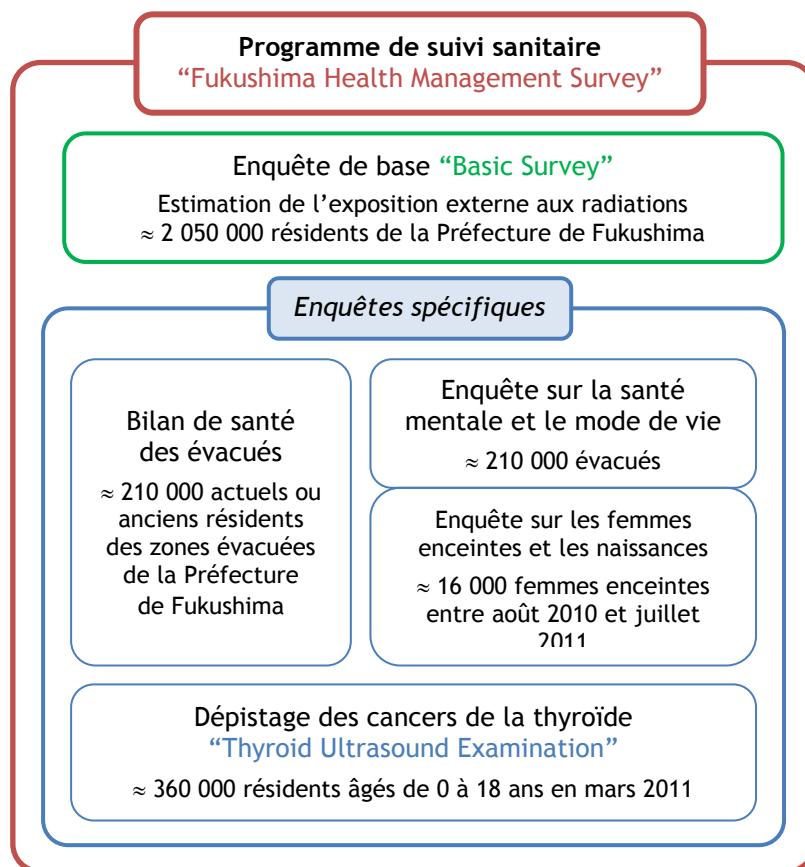 Programme de suivi sanitaire
“Fukushima Health Management Survey”
Enquête de base “Basic Survey”
Estimation de l’exposition externe aux radiations
≈ 2 050 000 résidents de la Préfecture de Fukushima
Enquêtes spécifiques
Bilan de santé
des évacués
≈ 210 000 actuels ou
anciens résidents
des zones évacuées
de la Préfecture
de Fukushima
Enquête sur la santé
mentale et le mode de vie
≈ 210 000 évacués
Enquête sur les femmes
enceintes et les naissances
≈ 16 000 femmes enceintes
entre août 2010 et juillet
2011
Dépistage des cancers de la thyroïde
“Thyroid Ultrasound Examination”
≈ 360 000 résidents âgés de 0 à 18 ans en mars 2011